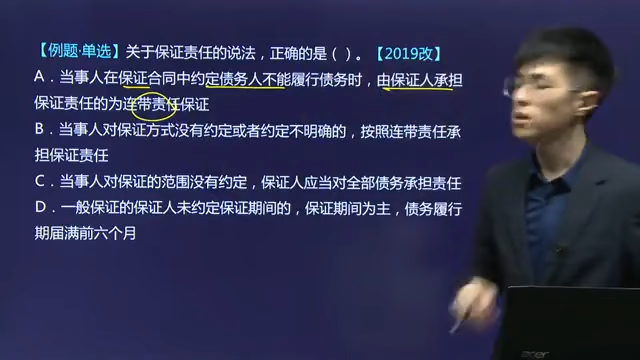 【例题·单选】关于保证责任的说法，正确的是（ ）。【2019改】
A．当事人在保证合同中约定债务人不能履行债务时，由保证人承担
保证责任的为连带责任保证
B．当事人对保证方式没有约定或者约定不明确的，按照连带责任承
担保证责任
C．当事人对保证的范围没有约定，保证人应当对全部债务承担责任
D．一般保证的保证人未约定保证期间的，保证期间为主，债务履行
期届满前六个月
acer